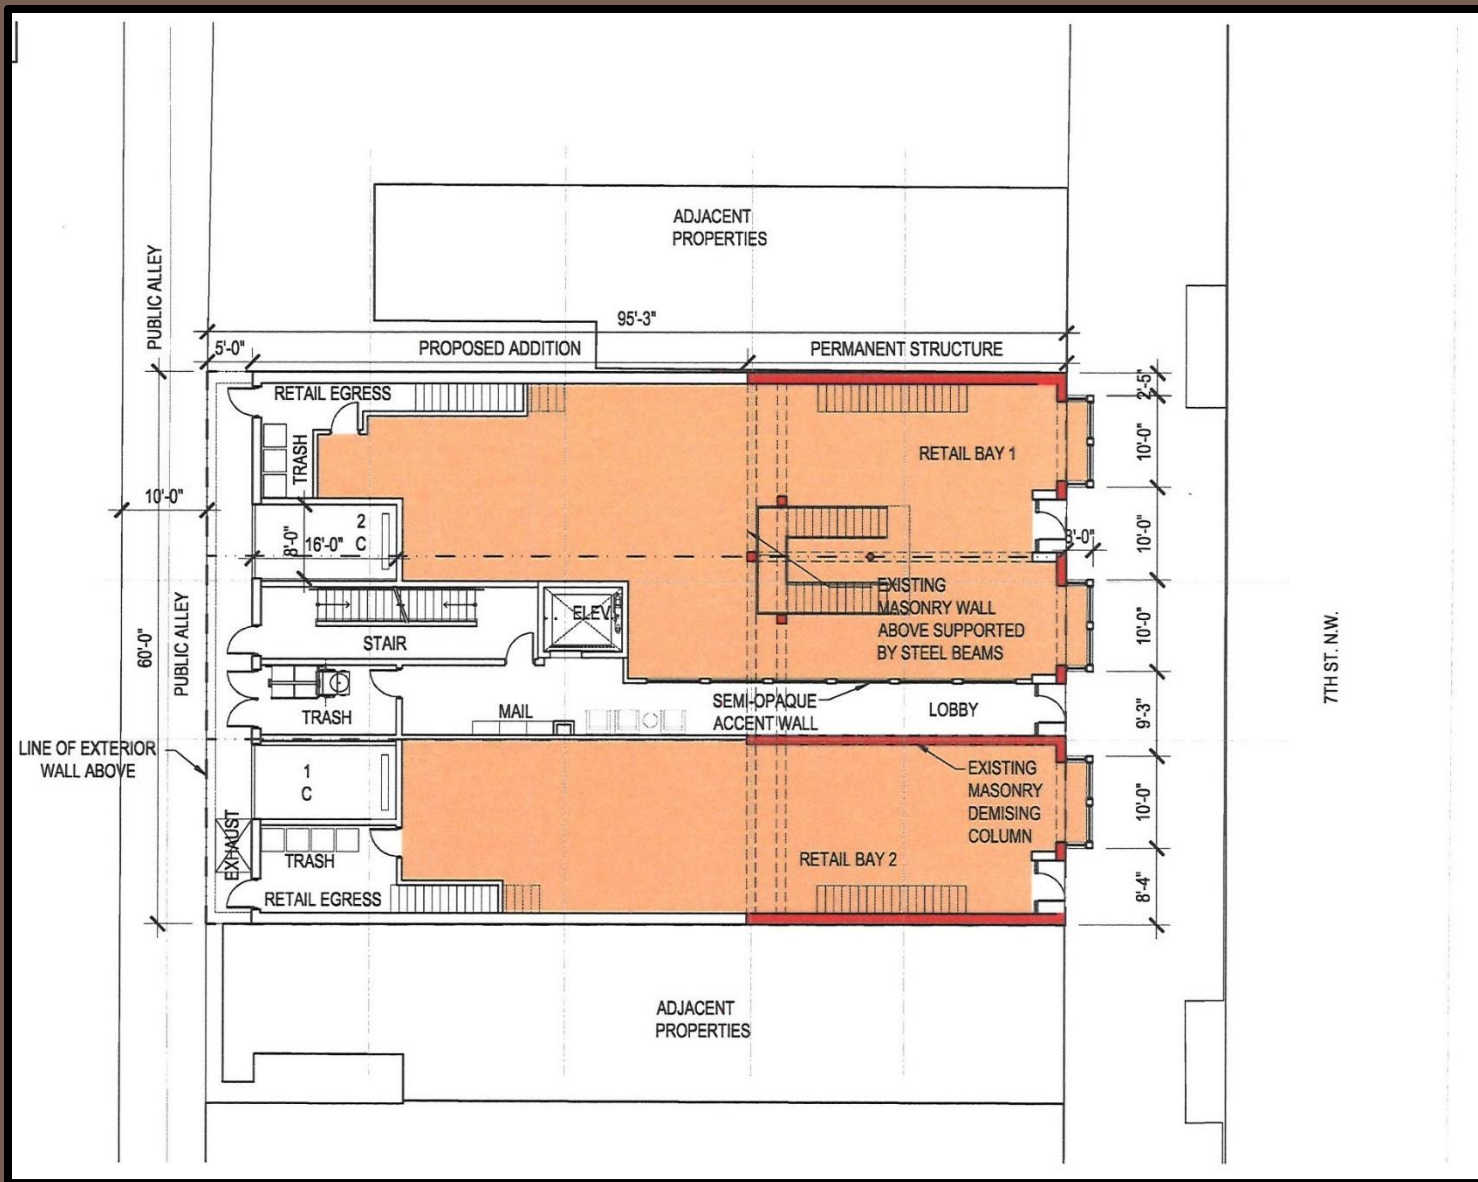 ADJACENT
PROPERTIES
PUBLIC ALLEY
95'-3"
5'-0"
PROPOSED ADDITION
PERMANENT STRUCTURE
2'-5"
RETAIL EGRESS
TRASH
RETAIL BAY 1
10'-0"
10'-0"
2
C
8'-0"
16'-0"
10'-0"
3'-0"
EXISTING
MASONRY WALL
ABOVE SUPPORTED
BY STEEL BEAMS
ELEV.
STAIR
10'-0"
60'-0"
PUBLIC ALLEY
7TH ST. N.W.
TRASH
MAIL
SEMI-OPAQUE
ACCENT WALL
LOBBY
9'-3"
LINE OF EXTERIOR
WALL ABOVE
1
C
EXISTING
MASONRY
DEMISING
COLUMN
10'-0"
EXHAUST
TRASH
RETAIL BAY 2
RETAIL EGRESS
8'-4"
ADJACENT
PROPERTIES